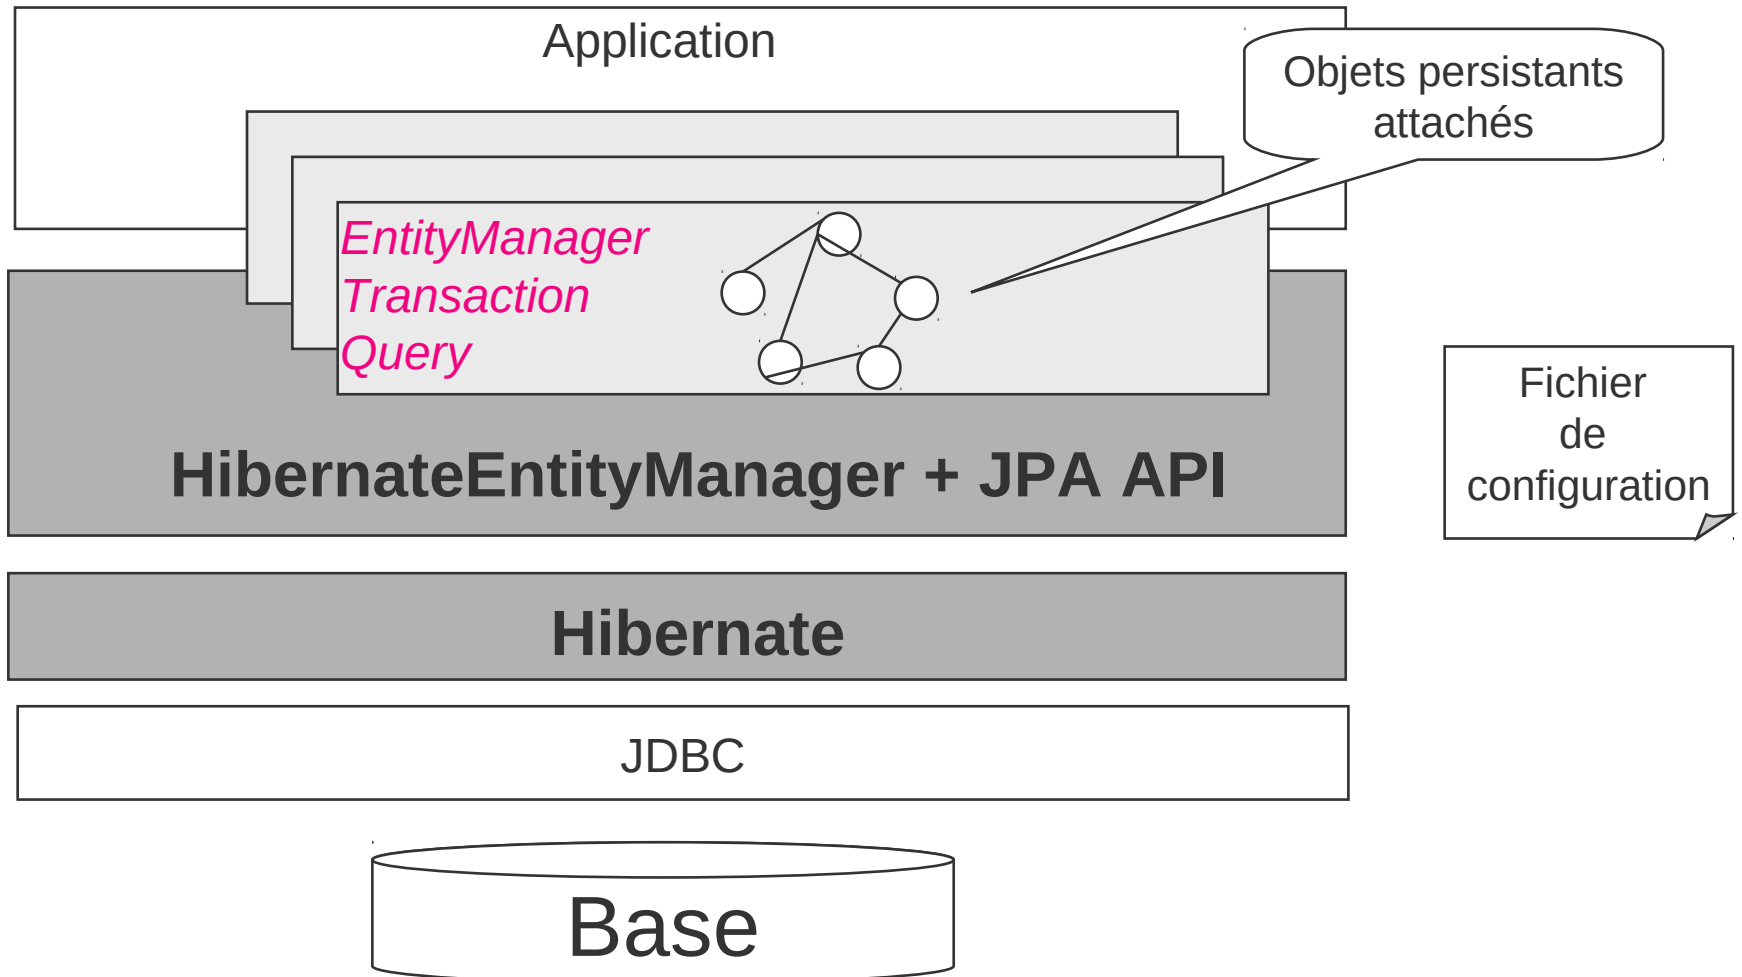 Application
Objets persistants
attachés
EntityManager
Transaction
Query
Fichier
de
configuration
HibernateEntityManager + JPA API
Hibernate
JDBC
Base